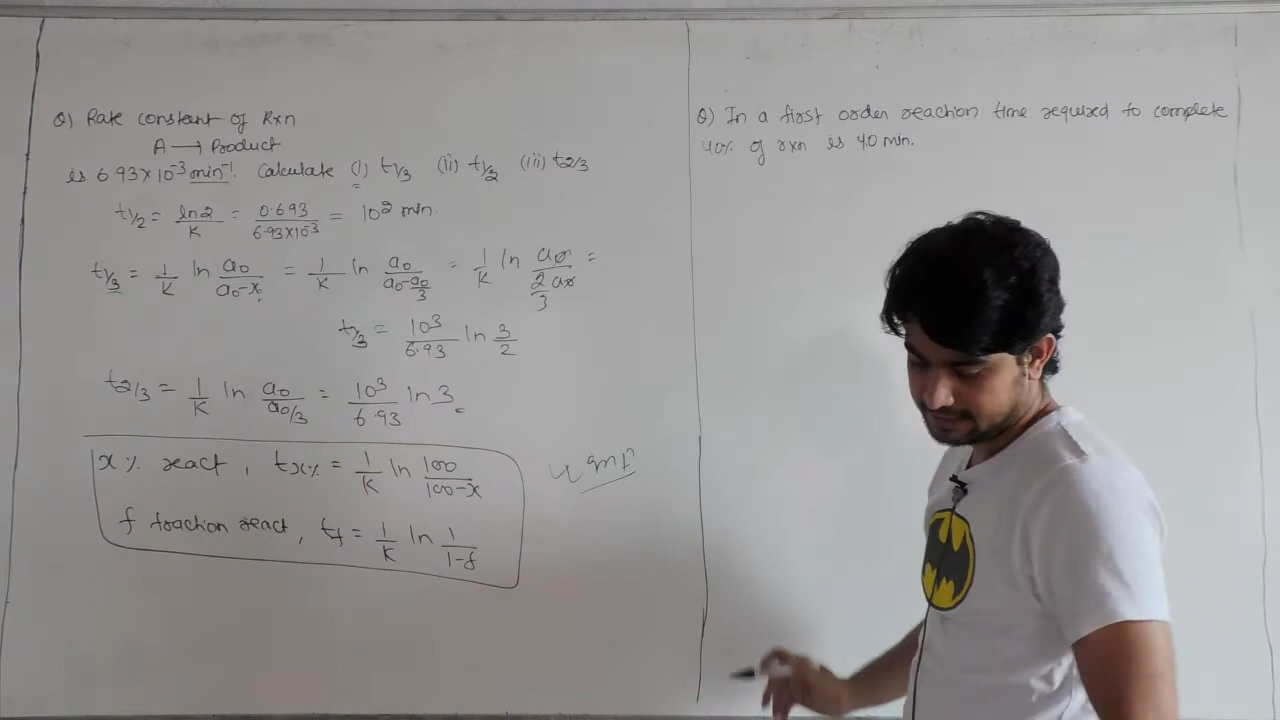 Q) Rate constant of Rxn
A → Product
is 6.93×10⁻³ min⁻¹. Calculate (i) t1/3 (ii) t1/2 (iii) t2/3
t1/2 = ln2/K = 0.693/6.93×10⁻³ = 10² min.
t1/3 = 1/K ln a0/a0-x = 1/K ln a0/a0-a0/3 = 1/K ln a0/2/3 a0 =
t1/3 = 10³/6.93 ln 3/2
t2/3 = 1/K ln a0/a0/3 = 10³/6.93 ln 3
x% react, tx% = 1/K ln 100/100-x
f fraction react, tf = 1/K ln 1/1-f
Q) In a first order reaction time required to complete
40% of rxn is 40 min.